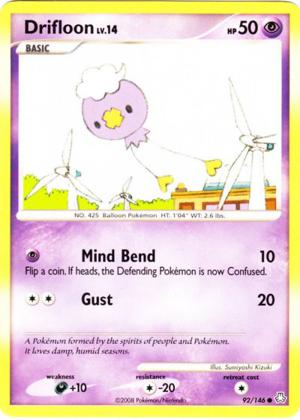 Drifloon LV.14 HP 50
BASIC
NO. 425 Balloon Pokémon HT: 1'04" WT: 2.6 lbs.
Mind Bend 10
Flip a coin. If heads, the Defending Pokémon is now Confused.
Gust 20
A Pokémon formed by the spirits of people and Pokémon.
It loves damp, humid seasons.
Illus. Sumiyoshi Kizuki
weakness resistance retreat cost
+10 -20
©2008 Pokémon/Nintendo 92/146